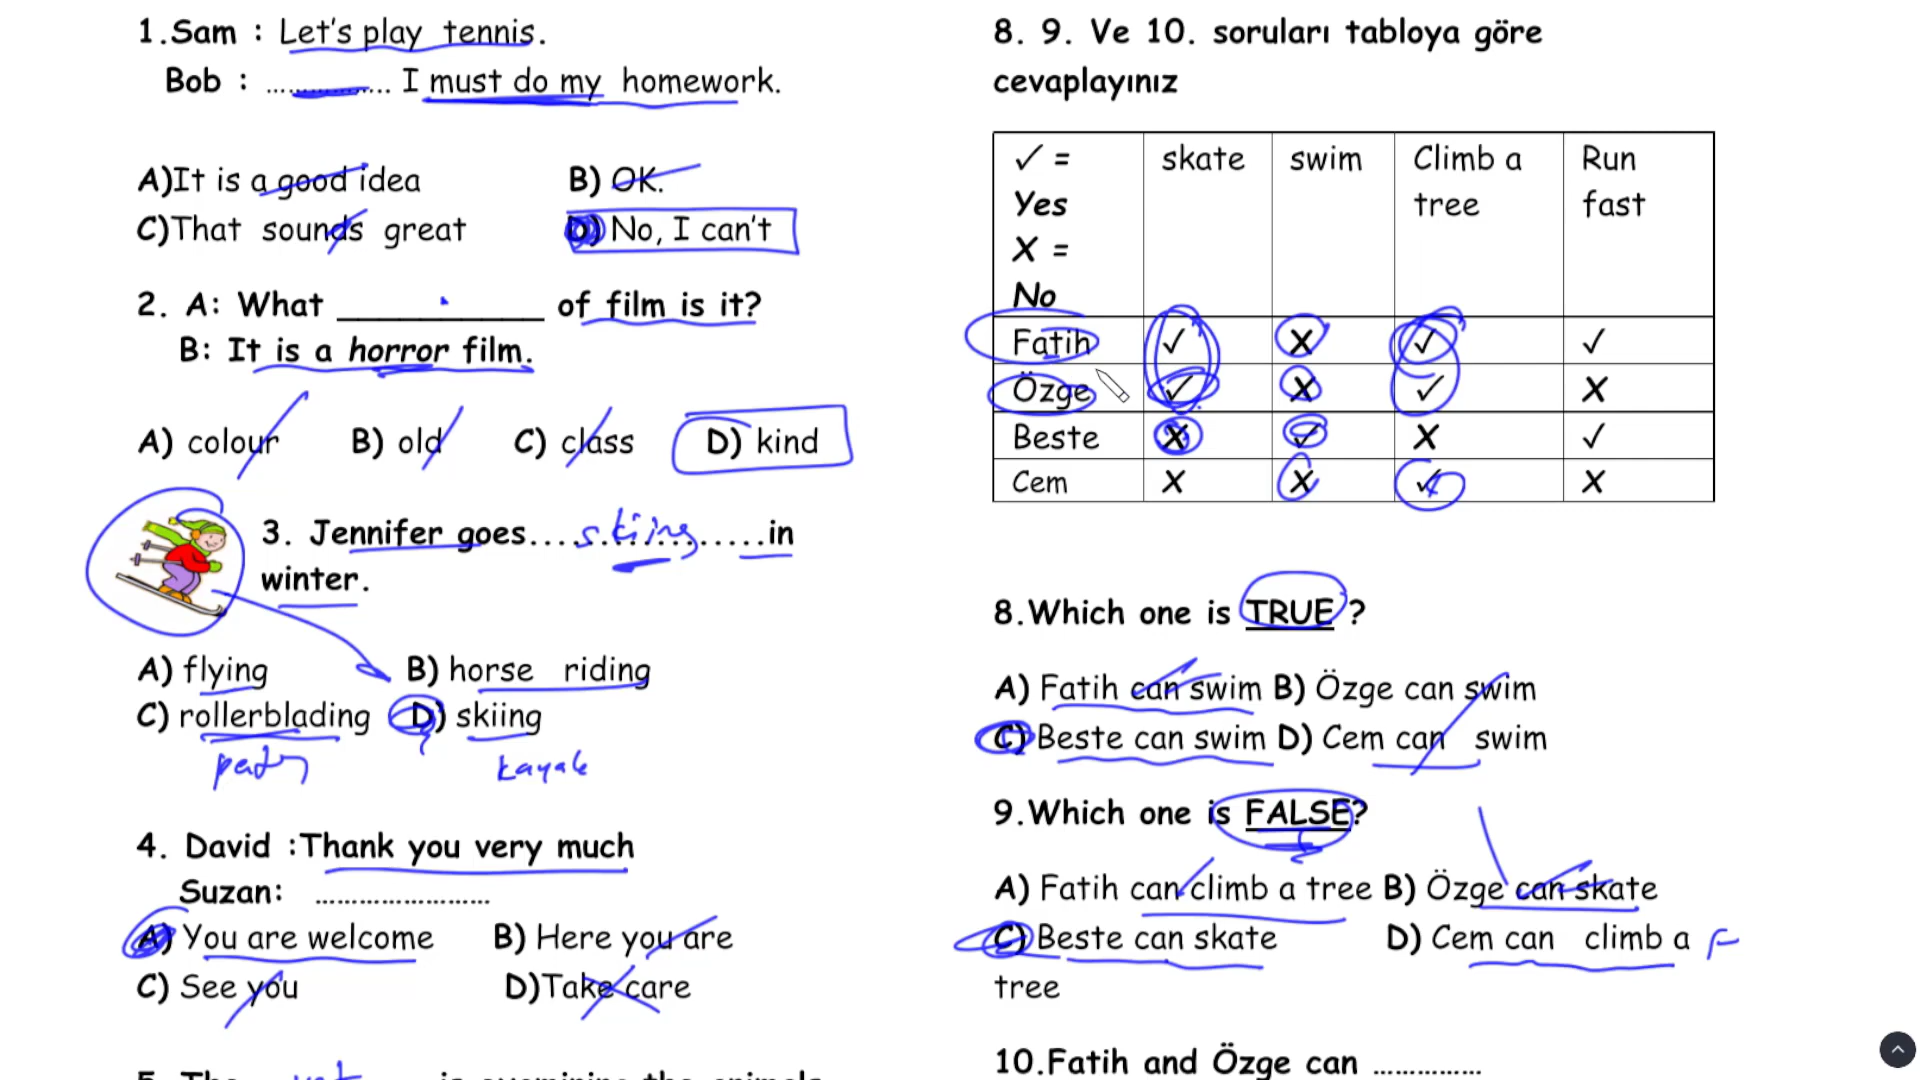 1.Sam : Let's play tennis.
Bob : .................. I must do my homework.
A)It is a good idea B) OK.
C)That sounds great D) No, I can't
2. A: What ____________ of film is it?
B: It is a horror film.
A) colour B) old C) class D) kind
3. Jennifer goes....skiing......in
winter.
A) flying B) horse riding
C) rollerblading D) skiing
kayak
4. David :Thank you very much
Suzan: ........................
A) You are welcome B) Here you are
C) See you D)Take care
8. 9. Ve 10. soruları tabloya göre
cevaplayınız
✓ = Yes X = No skate swim Climb a tree Run fast
Fatih ✓ X ✓ ✓
Özge ✓ X ✓ X
Beste X ✓ X ✓
Cem X X ✓ X
8.Which one is TRUE ?
A) Fatih can swim B) Özge can swim
C) Beste can swim D) Cem can swim
9.Which one is FALSE?
A) Fatih can climb a tree B) Özge can skate
C) Beste can skate D) Cem can climb a
tree
10.Fatih and Özge can ...............